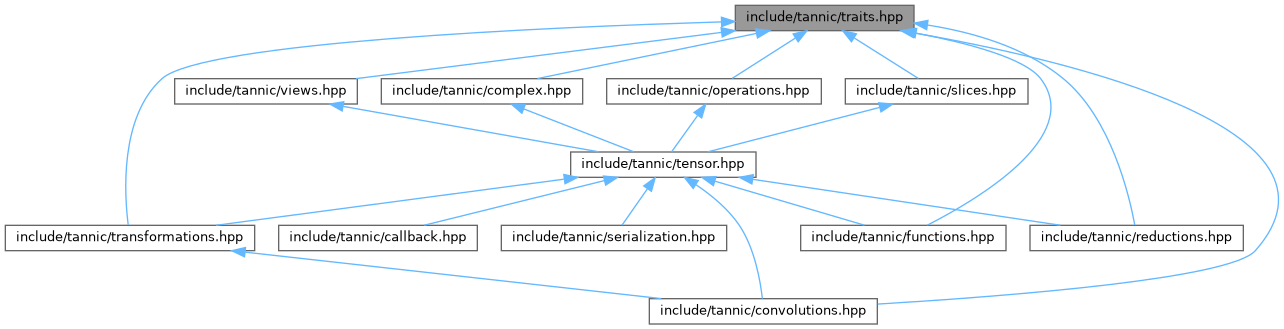 include/tannic/traits.hpp
include/tannic/views.hpp
include/tannic/complex.hpp
include/tannic/operations.hpp
include/tannic/slices.hpp
include/tannic/tensor.hpp
include/tannic/transformations.hpp
include/tannic/callback.hpp
include/tannic/serialization.hpp
include/tannic/functions.hpp
include/tannic/reductions.hpp
include/tannic/convolutions.hpp